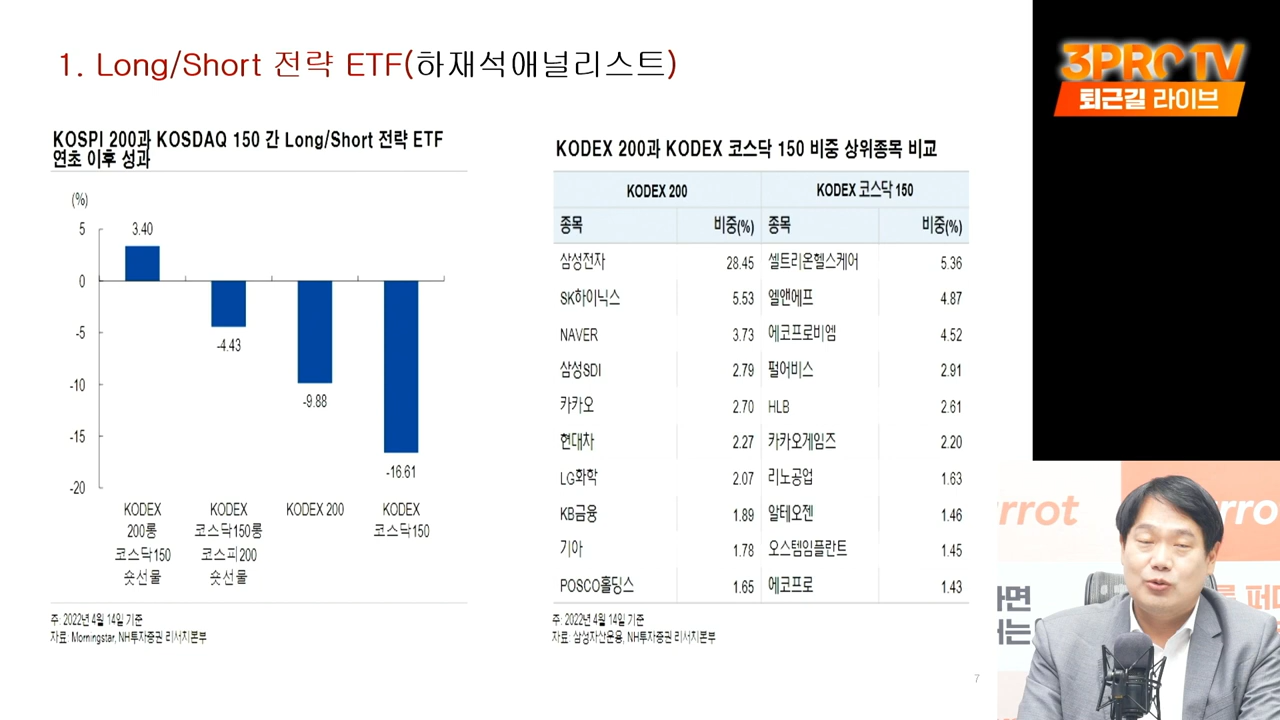 1. Long/Short 전략 ETF(하재석애널리스트)
3PRO TV
퇴근길 라이브
KOSPI 200과 KOSDAQ 150 간 Long/Short 전략 ETF
연초 이후 성과
(%)
5
0
-5
-10
-15
-20
3.40
-4.43
-9.88
-16.61
KODEX
200롱
코스닥150
숏선물
KODEX
코스닥150롱
코스피200
숏선물
KODEX 200
KODEX
코스닥150
주: 2022년 4월 14일 기준
자료: Morningstar, NH투자증권 리서치본부
KODEX 200과 KODEX 코스닥 150 비중 상위종목 비교
KODEX 200 KODEX 코스닥 150
종목 비중(%) 종목 비중(%)
삼성전자 28.45 셀트리온헬스케어 5.36
SK하이닉스 5.53 엘앤에프 4.87
NAVER 3.73 에코프로비엠 4.52
삼성SDI 2.79 펄어비스 2.91
카카오 2.70 HLB 2.61
현대차 2.27 카카오게임즈 2.20
LG화학 2.07 리노공업 1.63
KB금융 1.89 알테오젠 1.46
기아 1.78 오스템임플란트 1.45
POSCO홀딩스 1.65 에코프로 1.43
주: 2022년 4월 14일 기준
자료: 삼성자산운용, NH투자증권 리서치본부
7